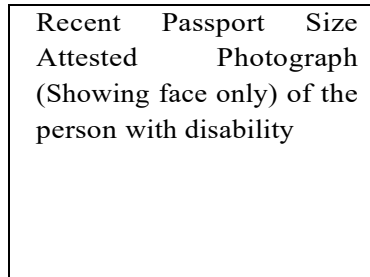 Recent Passport Size
Attested Photograph
(Showing face only) of the
person with disability